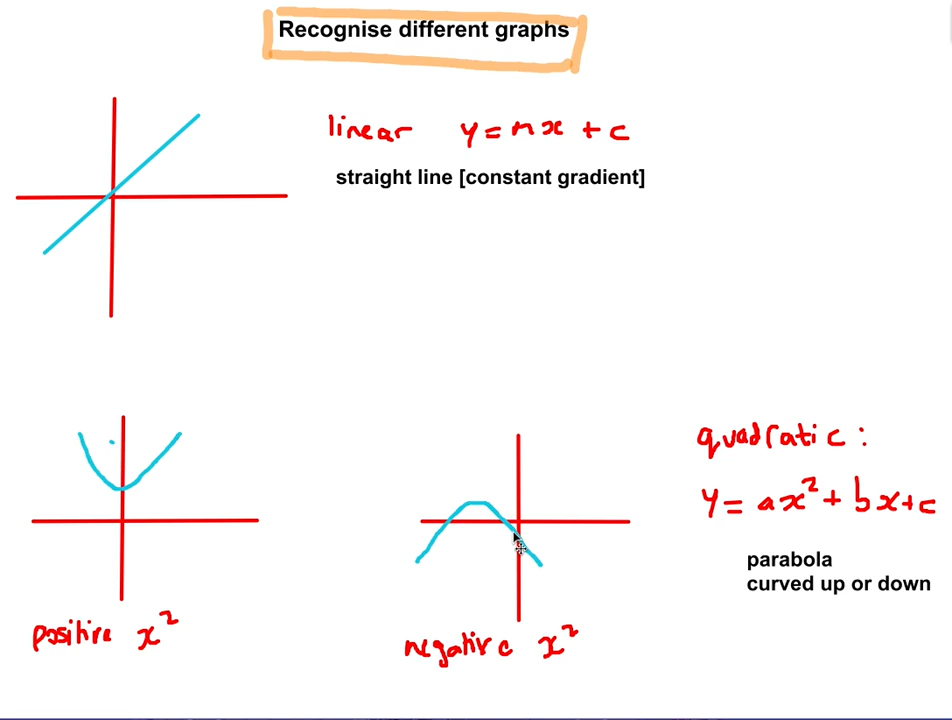 Recognise different graphs
linear y = mx + c
straight line [constant gradient]
quadratic :
y = ax² + bx + c
parabola
curved up or down
positive x²
negative x²